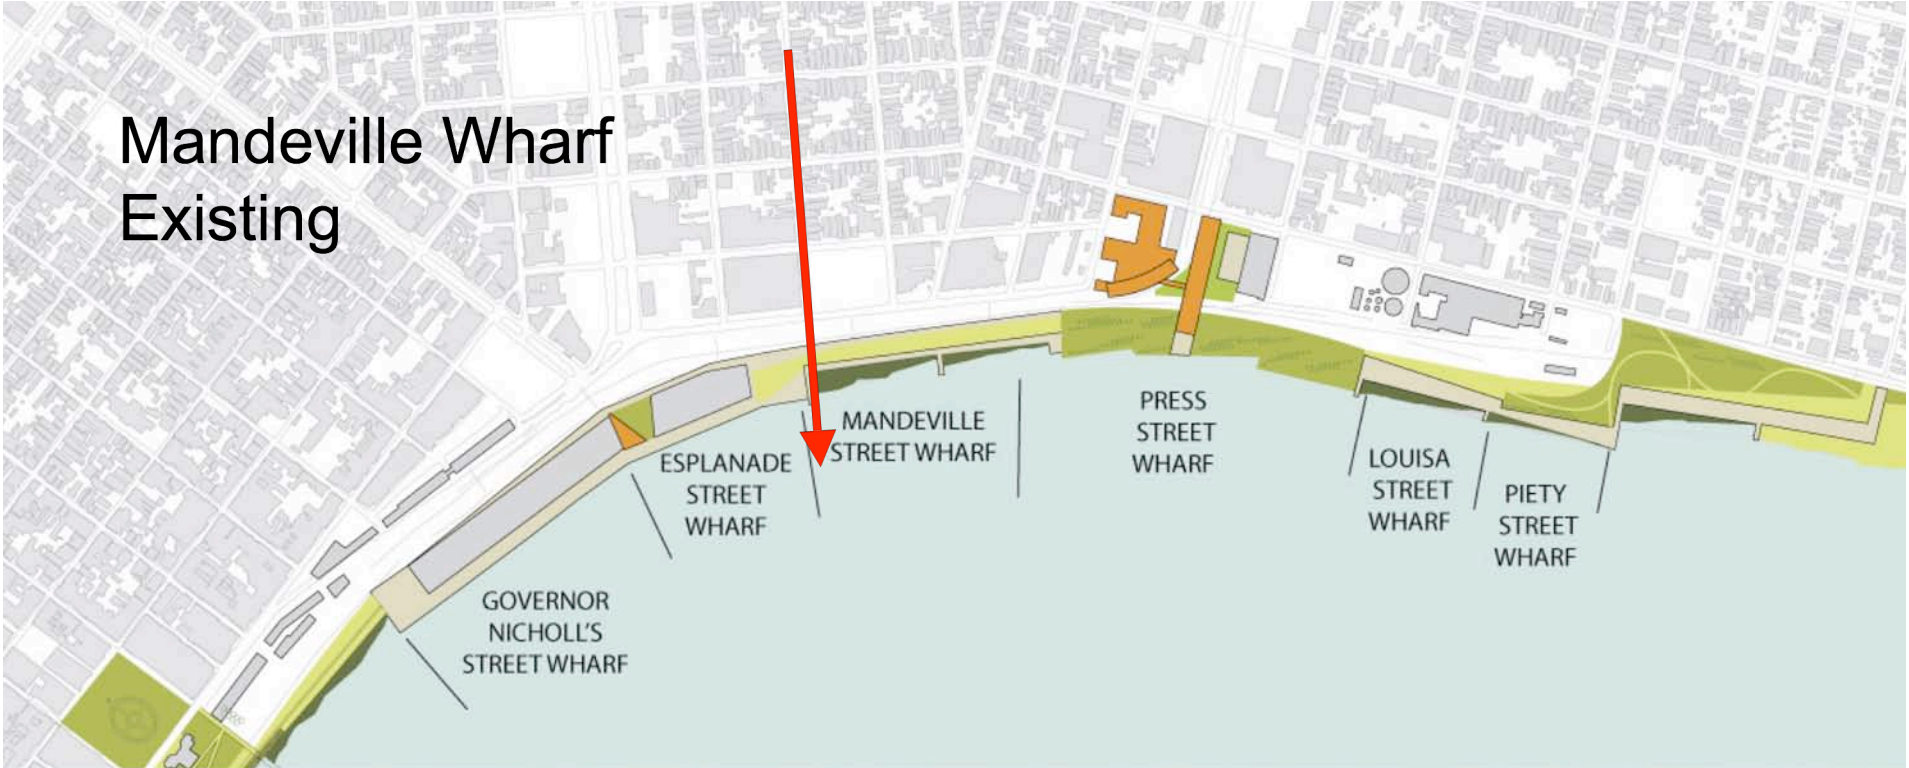 Mandeville Wharf
Existing
MANDEVILLE
STREET WHARF
ESPLANADE
STREET
WHARF
GOVERNOR
NICHOLL'S
STREET WHARF
PRESS
STREET
WHARF
LOUISA
STREET
WHARF
PIETY
STREET
WHARF